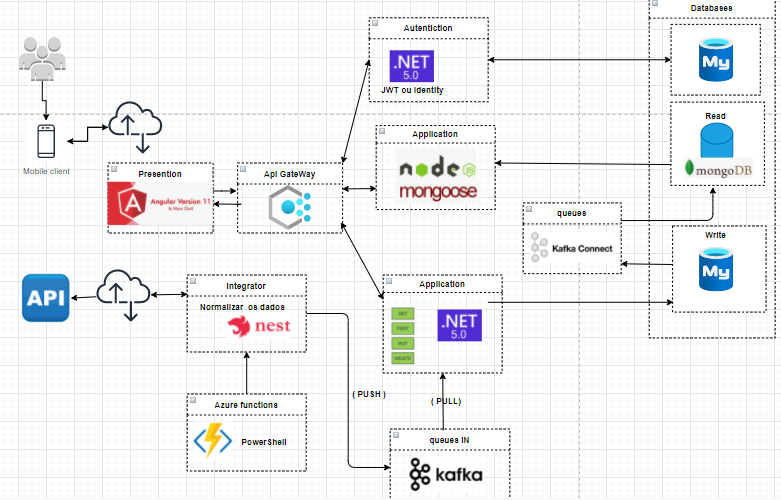 Databases
Autentiction
.NET
5.0
JWT ou Identity
My
Read
mongoDB
Application
node
JS
mongoose
Mobile client
Presention
Angular Version 11
Is Now Out!
Api GateWay
queues
Kafka Connect
Write
My
API
Integrator
Normalizar os dados
nest
Application
GET
POST
PUT
DELETE
.NET
5.0
( PUSH )
( PULL)
Azure functions
PowerShell
queues IN
kafka